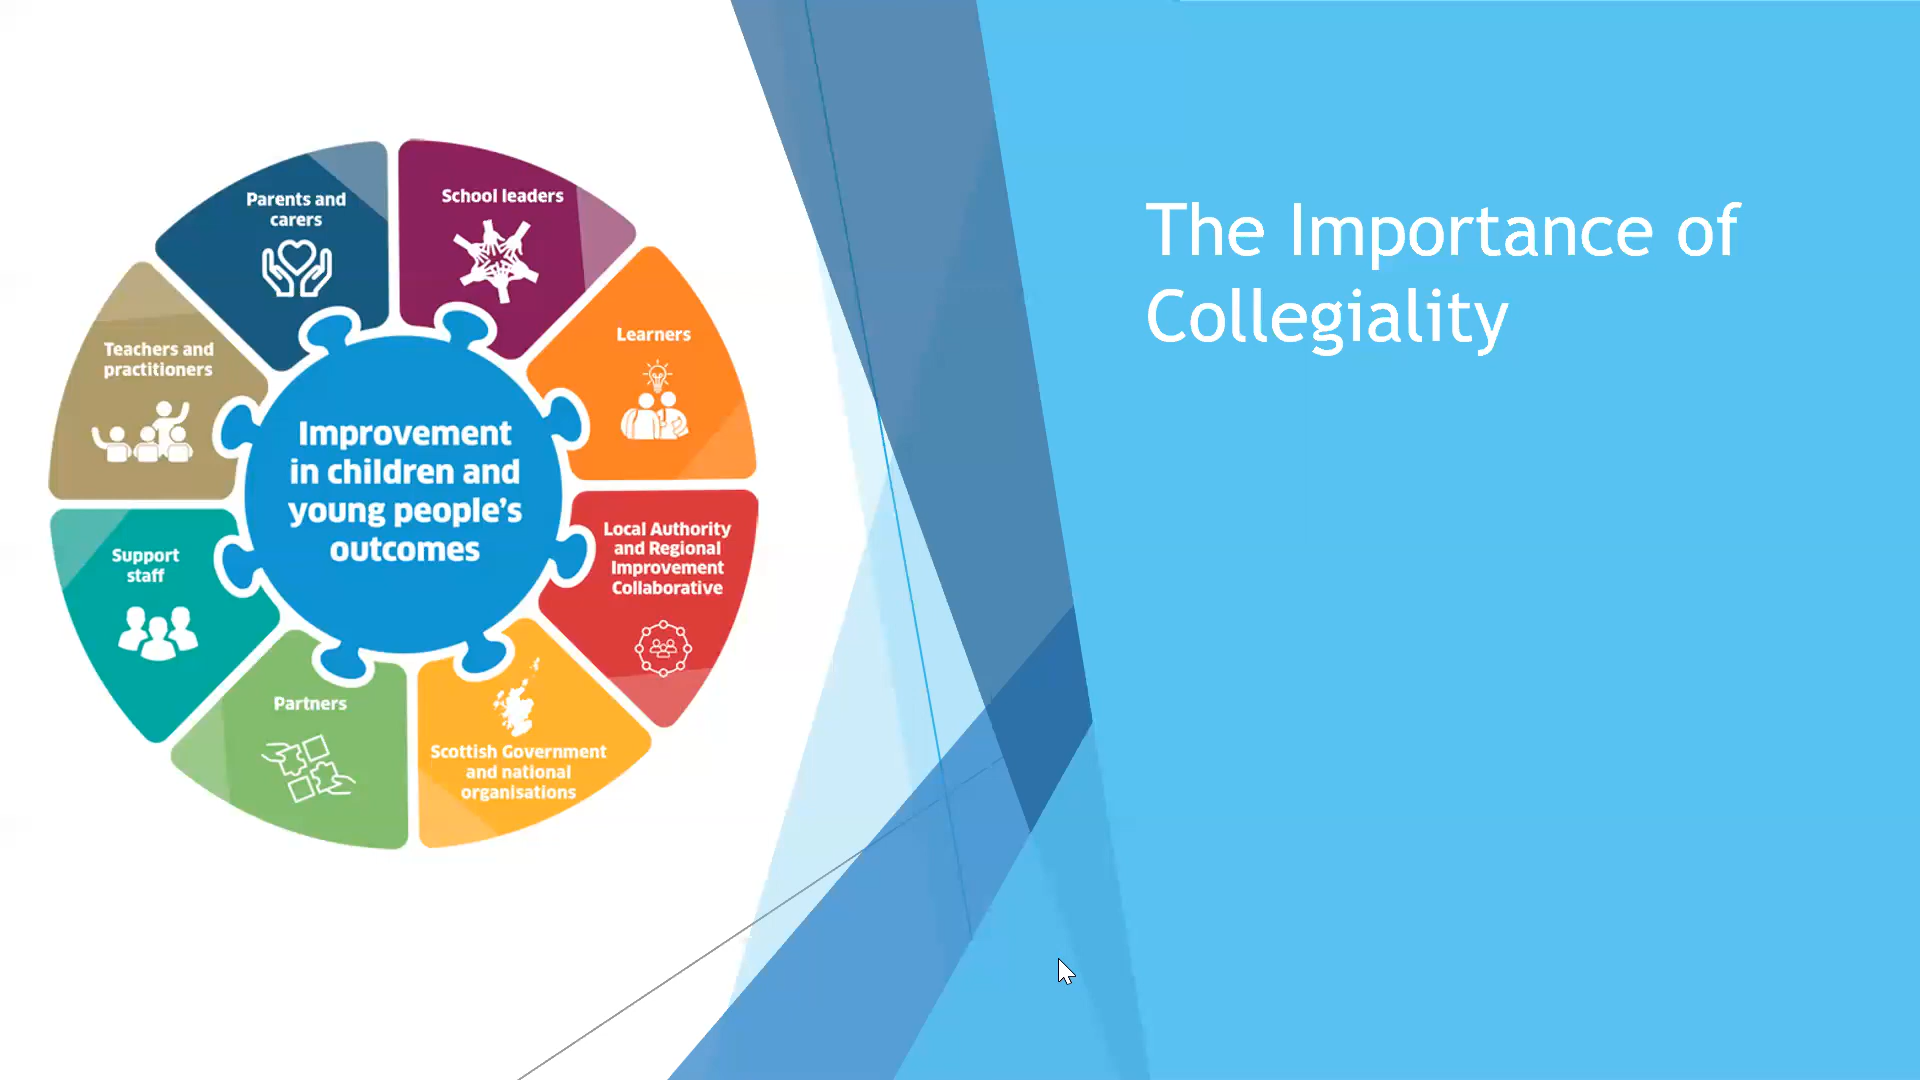 The Importance of
Collegiality
Parents and
carers
School leaders
Learners
Local Authority
and Regional
Improvement
Collaborative
Scottish Government
and national
organisations
Partners
Support
staff
Teachers and
practitioners
Improvement
in children and
young people's
outcomes